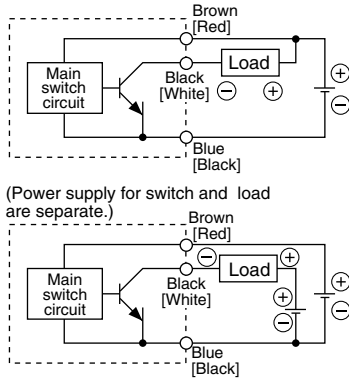 Brown
[Red]
Main
switch
circuit
Load
Black
[White]
⊖ ⊕
⊕
⊖
Blue
[Black]
(Power supply for switch and load
are separate.)
Brown
[Red]
Main
switch
circuit
⊖ Load ⊕
Black
[White]
⊕
⊖
⊕
⊖
Blue
[Black]